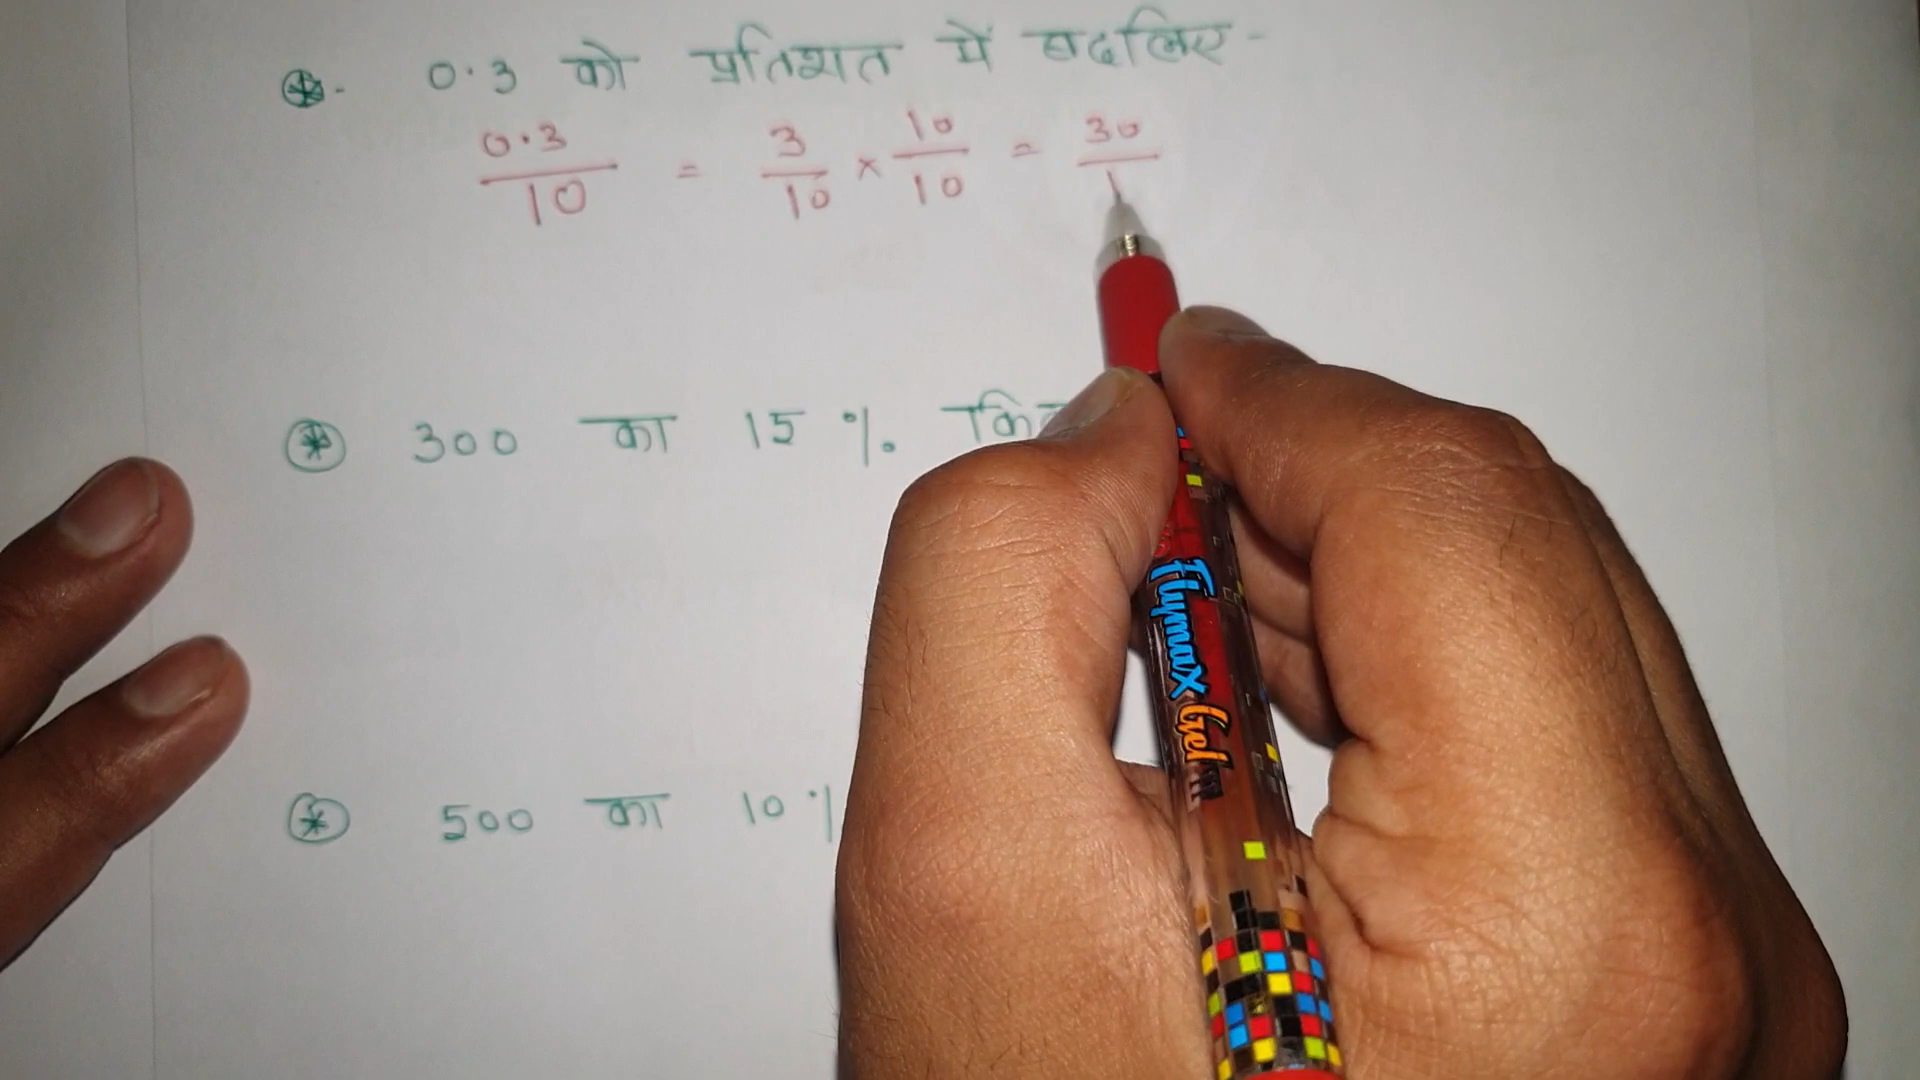 0.3 को प्रतिशत में बदलिए -
0.3/10 = 3/10 × 10/10 = 30/1
300 का 15 %
500 का 10 %
Flymax Gel